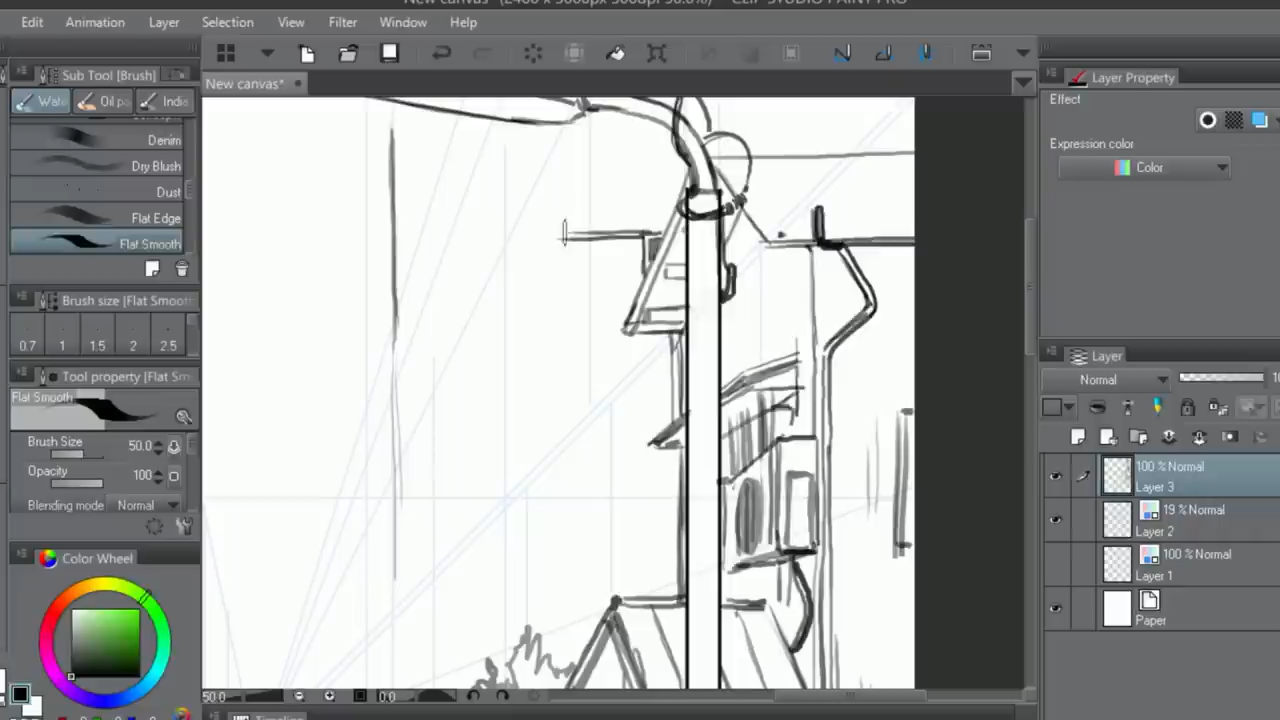 Edit Animation Layer Selection View Filter Window Help
Sub Tool [Brush]
Oil
India
New canvas*
Layer Property
Effect
Expression color
Color
Denim
Dry Blush
Dust
Flat Edge
Flat Smooth
Brush size [Flat Smoot
0.7 1 1.5 2 2.5
Tool property [Flat Sm
Flat Smooth
Brush Size 50.0
Opacity 100
Blending mode Normal
Layer
Normal
100 % Normal
Layer 3
19 % Normal
Layer 2
100 % Normal
Layer 1
Paper
Color Wheel
50.0
0.0